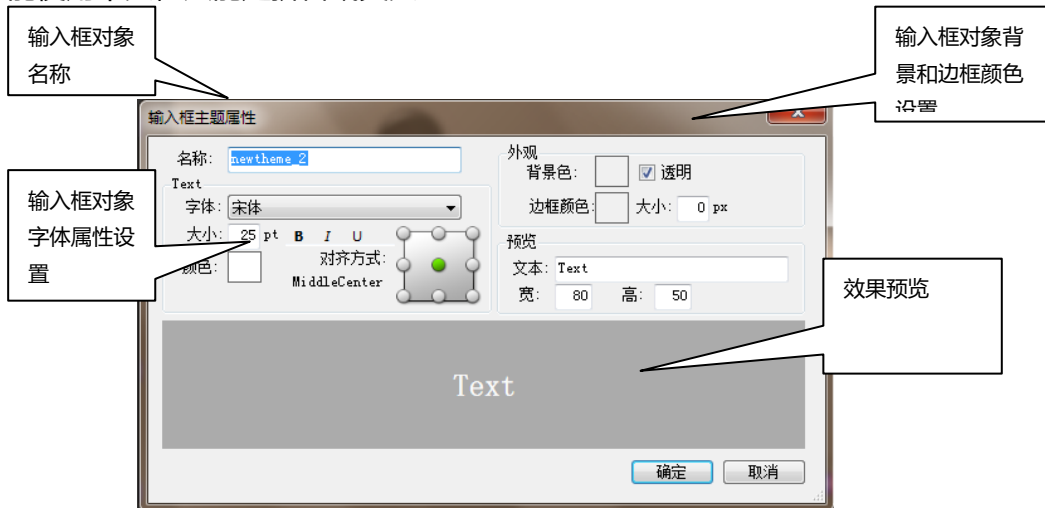 输入框对象
名称
输入框对象背
景和边框颜色
设置
输入框主题属性
名称: newtheme_2
Text
字体: 宋体
大小: 25 pt B I U
颜色:
对齐方式:
MiddleCenter
外观
背景色: 透明
边框颜色: 大小: 0 px
预览
文本: Text
宽: 80 高: 50
输入框对象
字体属性设
置
效果预览
Text
确定 取消